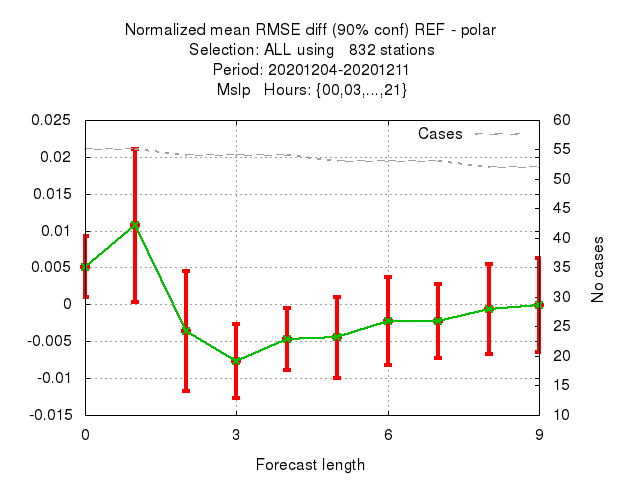 Normalized mean RMSE diff (90% conf) REF - polar
Selection: ALL using   832 stations
Period: 20201204-20201211
Mslp   Hours: {00,03,...,21}
Cases
0.025
0.02
0.015
0.01
0.005
0
-0.005
-0.01
-0.015
60
55
50
45
40
35
30
25
20
15
10
No cases
0 3 6 9
Forecast length